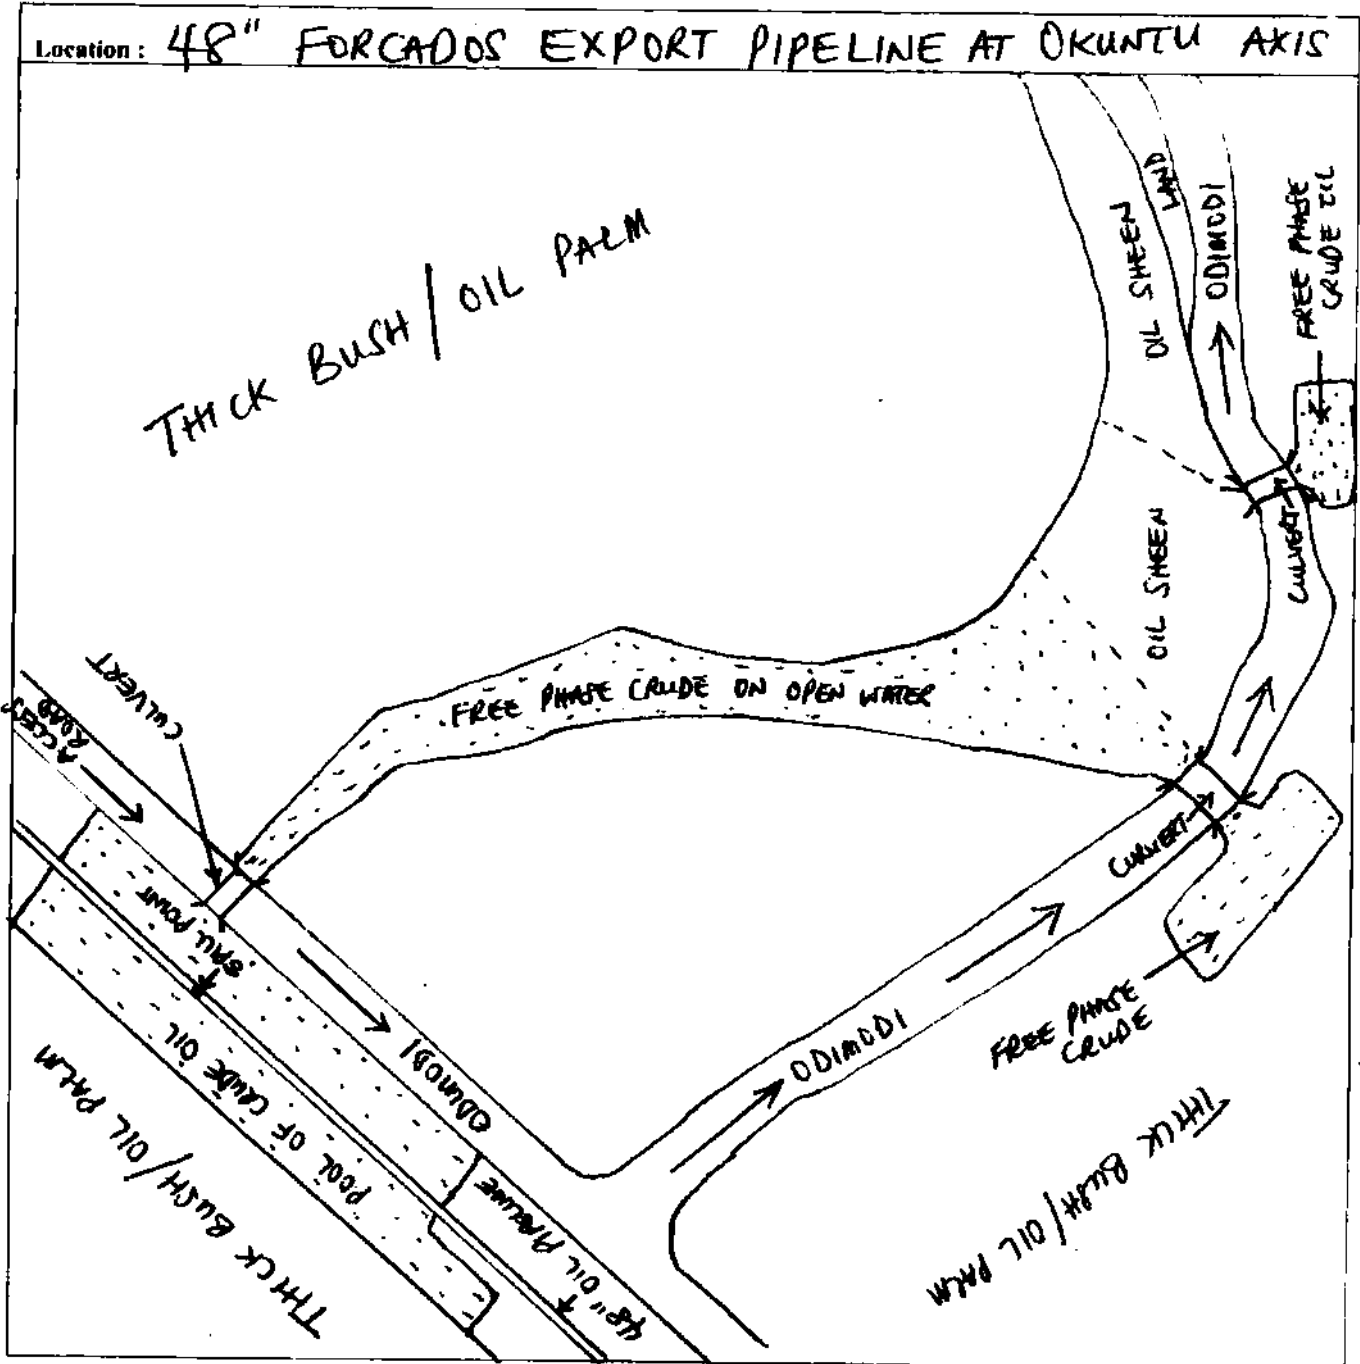 Location : 48" FORCADOS EXPORT PIPELINE AT OKUNTU AXIS
THICK BUSH/OIL PALM
OIL SHEEN
LAND
ODIMODI
FREE PHASE
CRUDE OIL
CULVERT
OIL SHEEN
FREE PHASE CRUDE ON OPEN WATER
CULVERT
ACCESS
ROAD
SPILL POINT
POOL OF CRUDE OIL
ODIMODI
48" OIL PIPELINE
THICK BUSH/OIL PALM
ODIMODI
CULVERT
FREE PHASE
CRUDE
THICK BUSH/OIL PALM